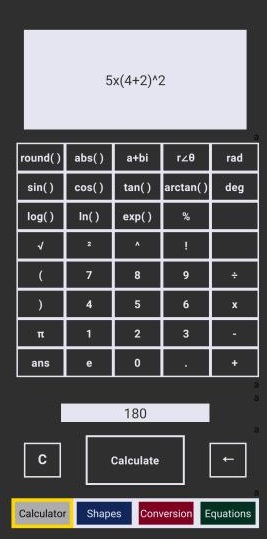 5x(4+2)^2
a
round( ) abs( ) a+bi r∠θ rad
sin( ) cos( ) tan( ) arctan( ) deg
log( ) ln( ) exp( ) %
√ ² ^ !
( 7 8 9 ÷
) 4 5 6 x
π 1 2 3 -
ans e 0 . +
a
a
180
a
C Calculate ←
Calculator Shapes Conversion Equations